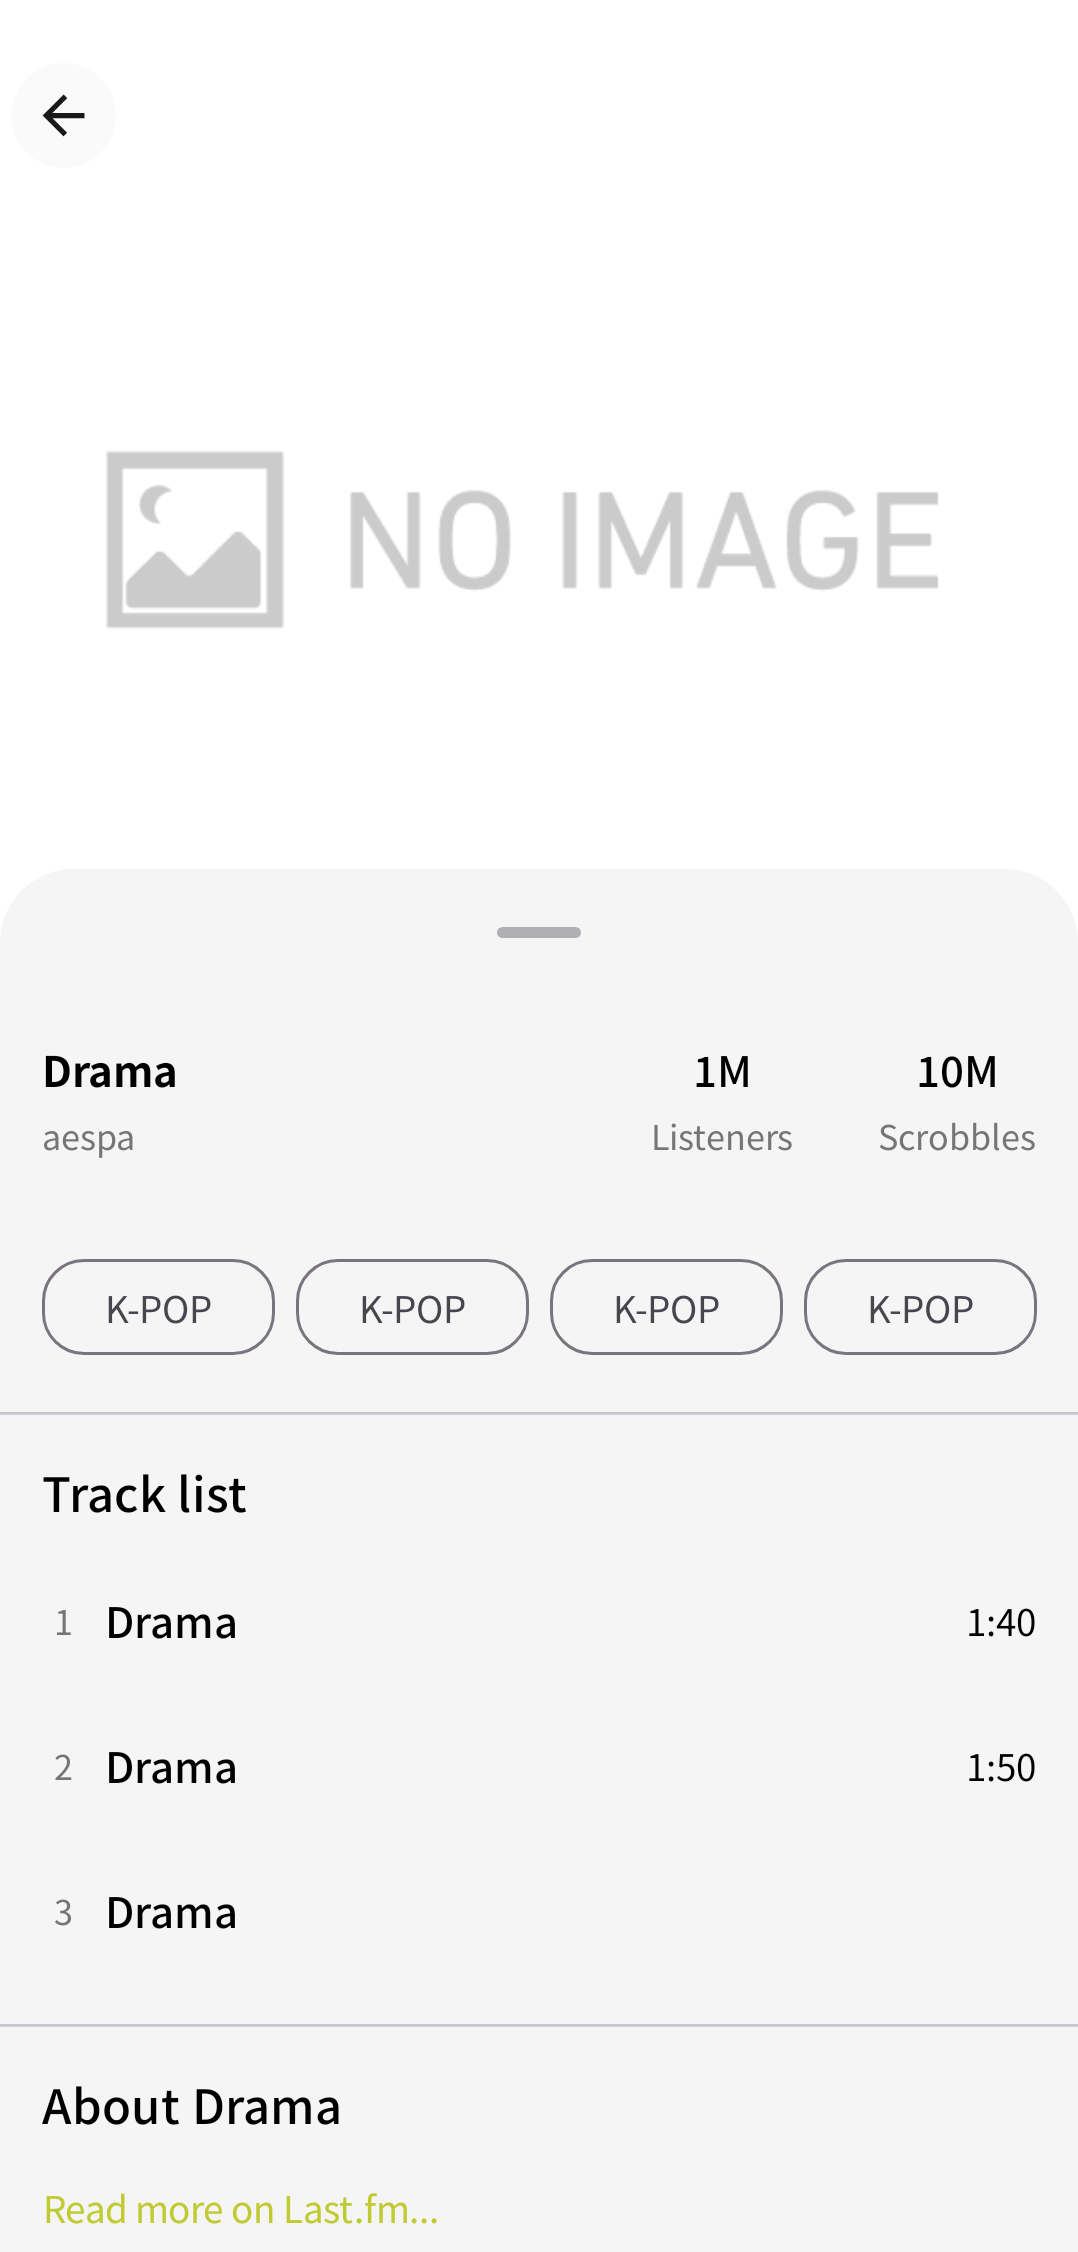 NO IMAGE
Drama
1M
10M
aespa
Listeners
Scrobbles
K-POP
K-POP
K-POP
K-POP
Track list
1 Drama 1:40
2 Drama 1:50
3 Drama
About Drama
Read more on Last.fm...